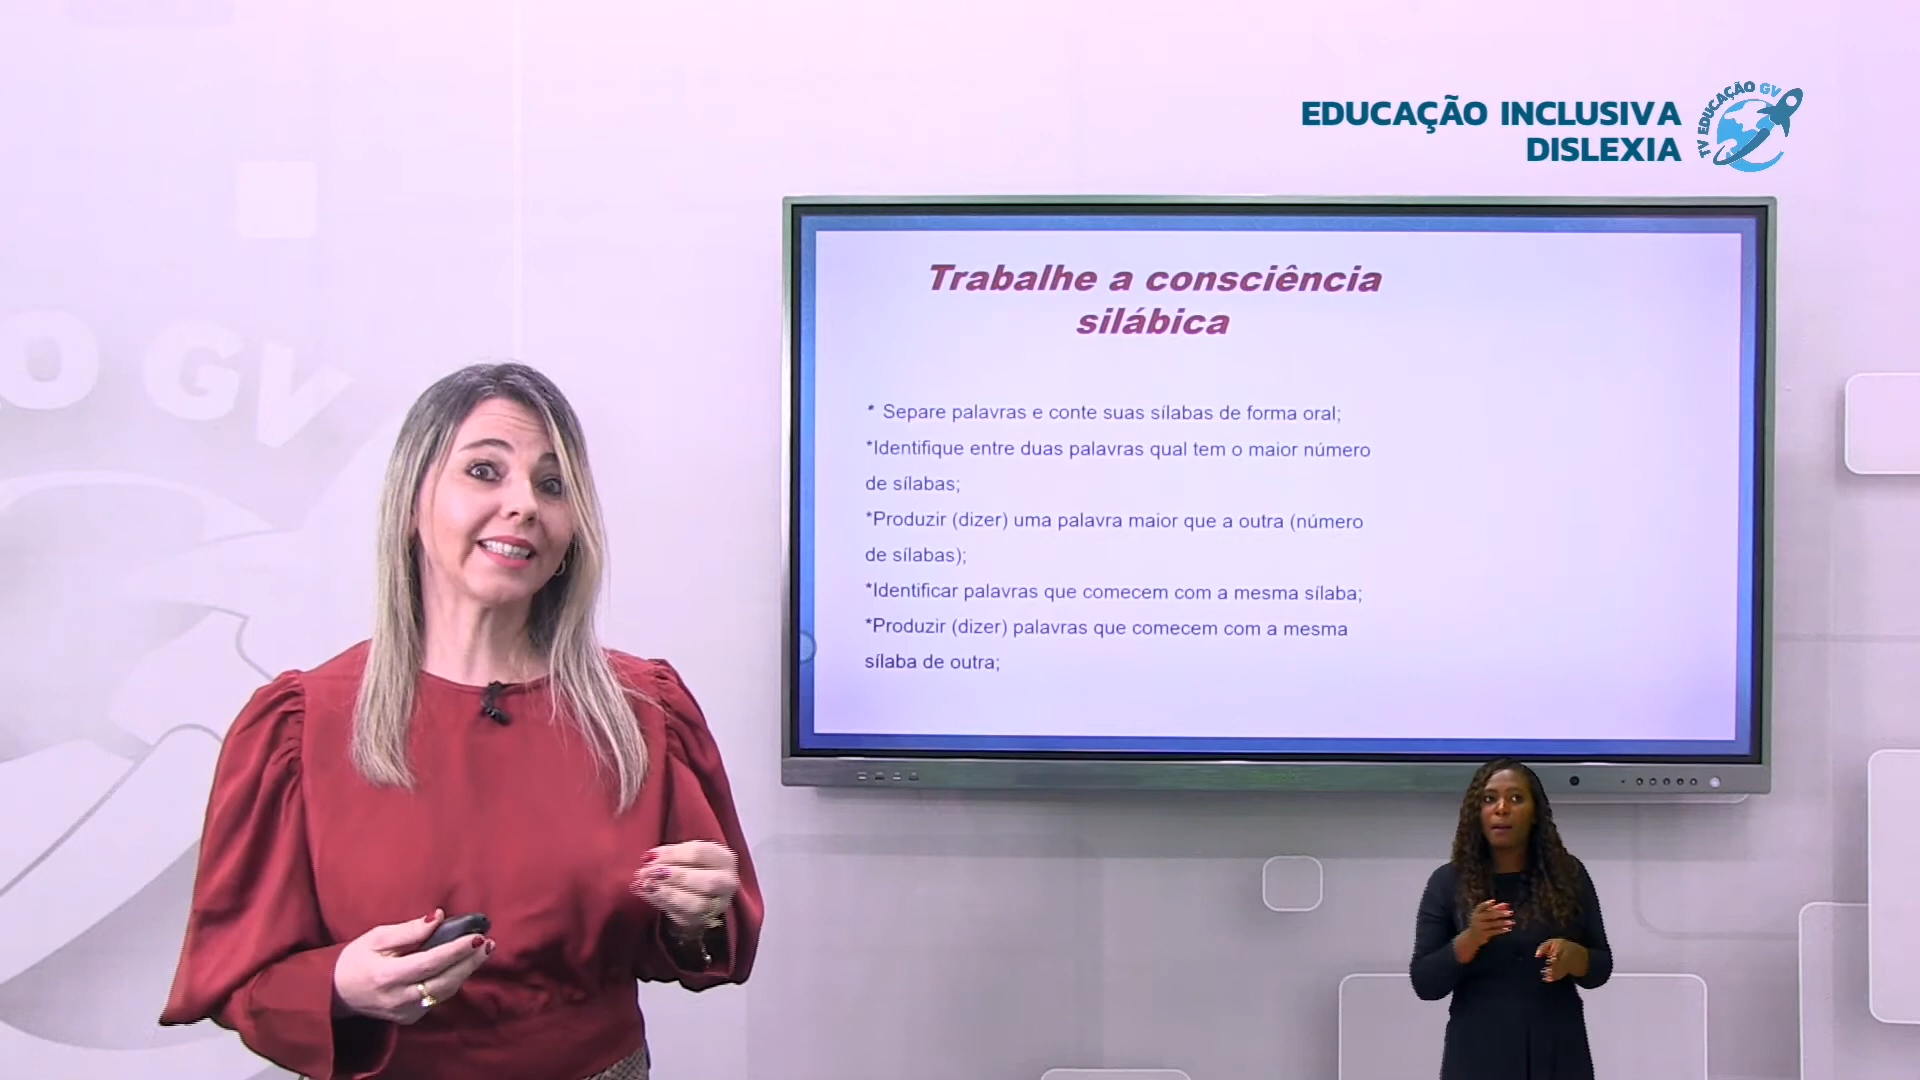 EDUCAÇÃO INCLUSIVA
DISLEXIA
TV EDUCAÇÃO GV
O GV
Trabalhe a consciência
silábica
* Separe palavras e conte suas sílabas de forma oral;
*Identifique entre duas palavras qual tem o maior número
de sílabas;
*Produzir (dizer) uma palavra maior que a outra (número
de sílabas);
*Identificar palavras que comecem com a mesma sílaba;
*Produzir (dizer) palavras que comecem com a mesma
sílaba de outra;